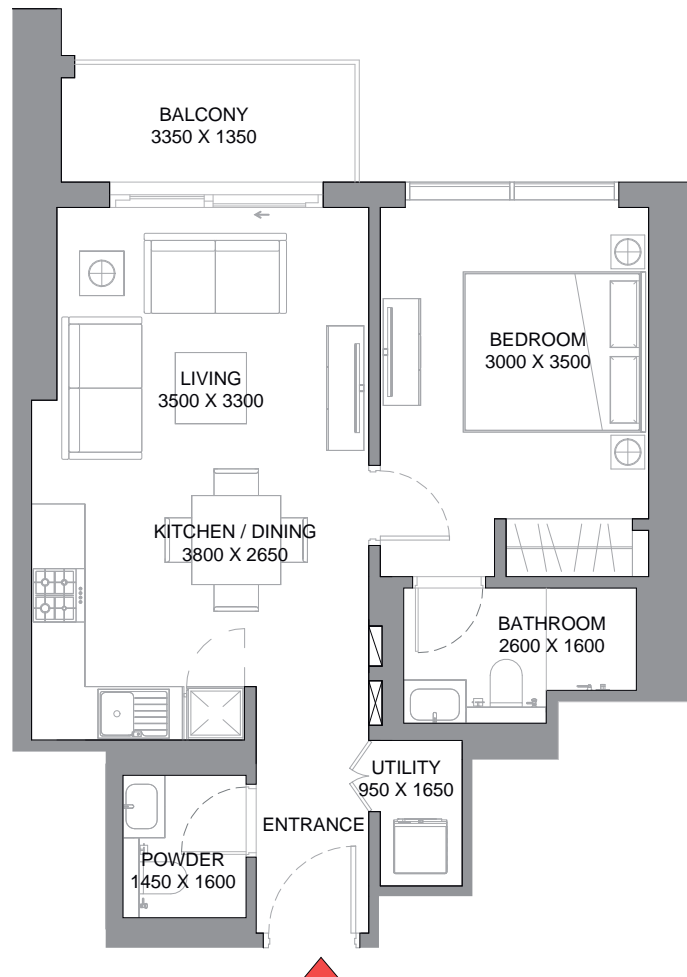 BALCONY
3350 X 1350
BEDROOM
3000 X 3500
LIVING
3500 X 3300
KITCHEN / DINING
3800 X 2650
BATHROOM
2600 X 1600
UTILITY
950 X 1650
ENTRANCE
POWDER
1450 X 1600